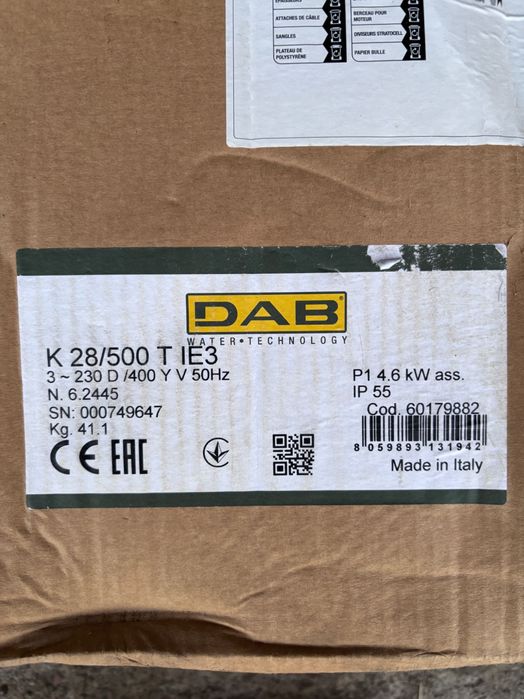 ATTACHES DE CÂBLE
SANGLES
PLATEAU DE
POLYSTYRÈNE
BERCEAU POUR
MOTEUR
DIVISEURS STRATOCELL
PAPIER BULLE
DAB
WATER•TECHNOLOGY
K 28/500 T IE3
3 ~ 230 D /400 Y V 50Hz
N. 6.2445
SN: 000749647
Kg. 41.1
CE EAC
P1 4.6 kW ass.
IP 55
Cod. 60179882
8 059893 131942
Made in Italy